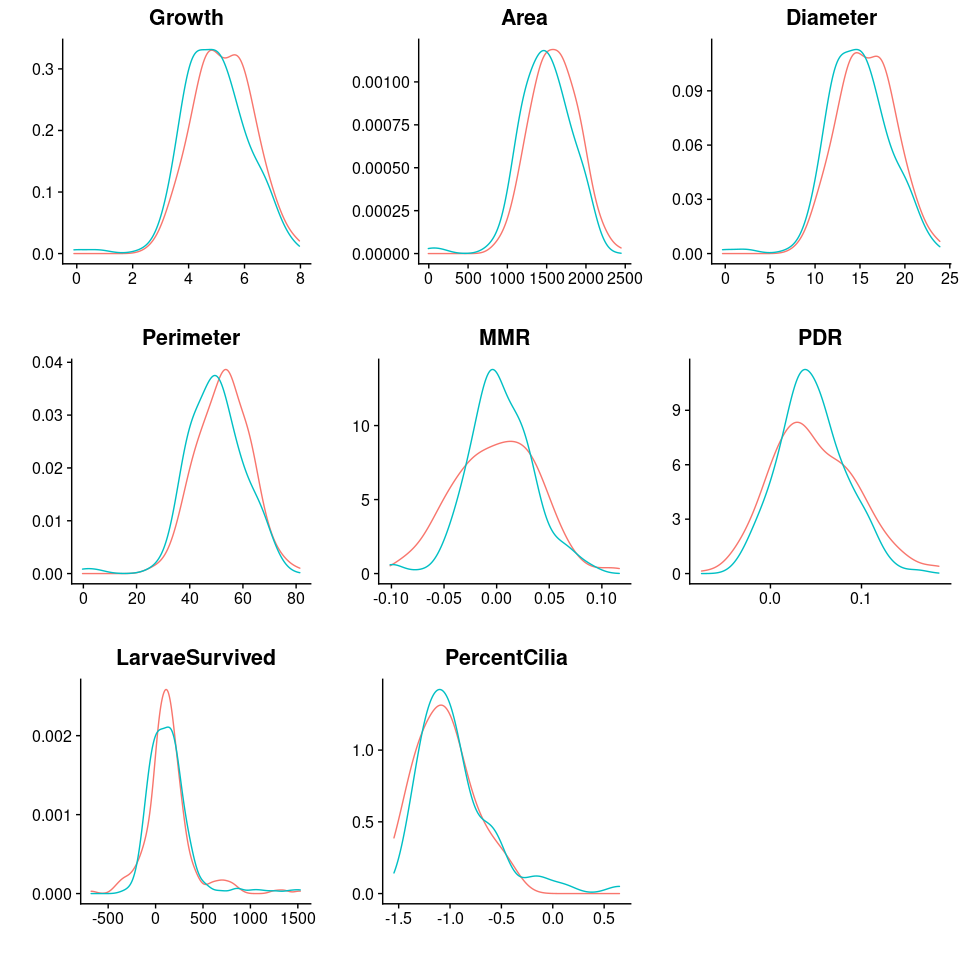 Growth
0.3
0.2
0.1
0.0
0 2 4 6 8
Area
0.00100
0.00075
0.00050
0.00025
0.00000
0 500 1000 1500 2000 2500
Diameter
0.09
0.06
0.03
0.00
0 5 10 15 20 25
Perimeter
0.04
0.03
0.02
0.01
0.00
0 20 40 60 80
MMR
10
5
0
-0.10 -0.05 0.00 0.05 0.10
PDR
9
6
3
0
0.0 0.1
LarvaeSurvived
0.002
0.001
0.000
-500 0 500 1000 1500
PercentCilia
1.0
0.5
0.0
-1.5 -1.0 -0.5 0.0 0.5